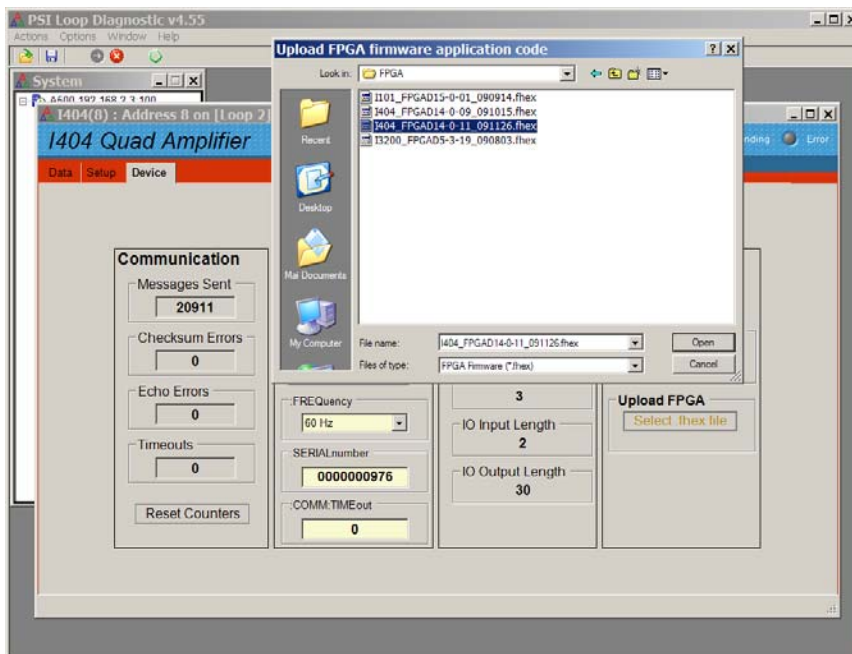 PSI Loop Diagnostic v4.55
Actions Options Window Help
System
A500 192.168.2.3.100
I404(8) : Address 8 on [Loop 2]
I404 Quad Amplifier
Error
Data Setup Device
Upload FPGA firmware application code
Look in: FPGA
I101_FPGAD15-0-01_090914.fhex
I404_FPGAD14-0-09_091015.fhex
I404_FPGAD14-0-11_091126.fhex
I3200_FPGAD5-3-19_090803.fhex
Recent
Desktop
Mai Documents
My Computer
File name: I404_FPGAD14-0-11_091126.fhex Open
Files of type: FPGA Firmware (*.fhex) Cancel
Communication
Messages Sent
20911
Checksum Errors
0
Echo Errors
0
Timeouts
0
Reset Counters
:FREQuency
60 Hz
SERIALnumber
0000000976
:COMM:TIMEout
0
3
IO Input Length
2
IO Output Length
30
Upload FPGA
Select .fhex file